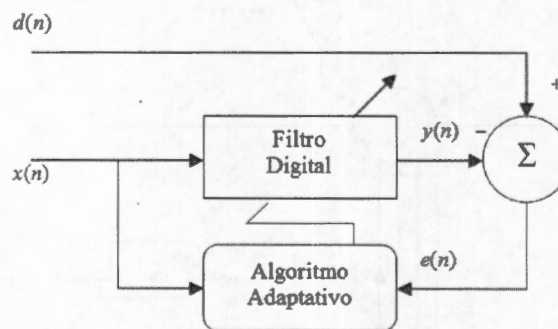 d(n)
+
Filtro
Digital
y(n)
−
Σ
x(n)
Algoritmo
Adaptativo
e(n)